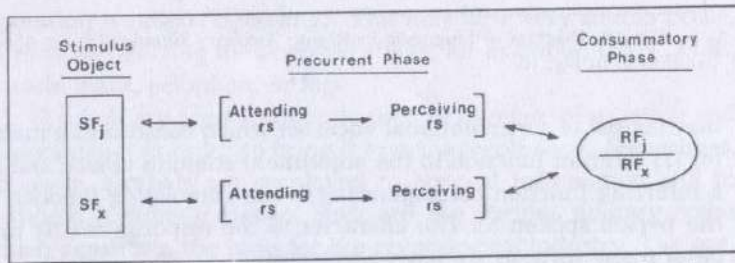 Stimulus
Object
Precurrent Phase
Consummatory
Phase
SFj
Attending
rs
Perceiving
rs
RFj
RFx
SFx
Attending
rs
Perceiving
rs